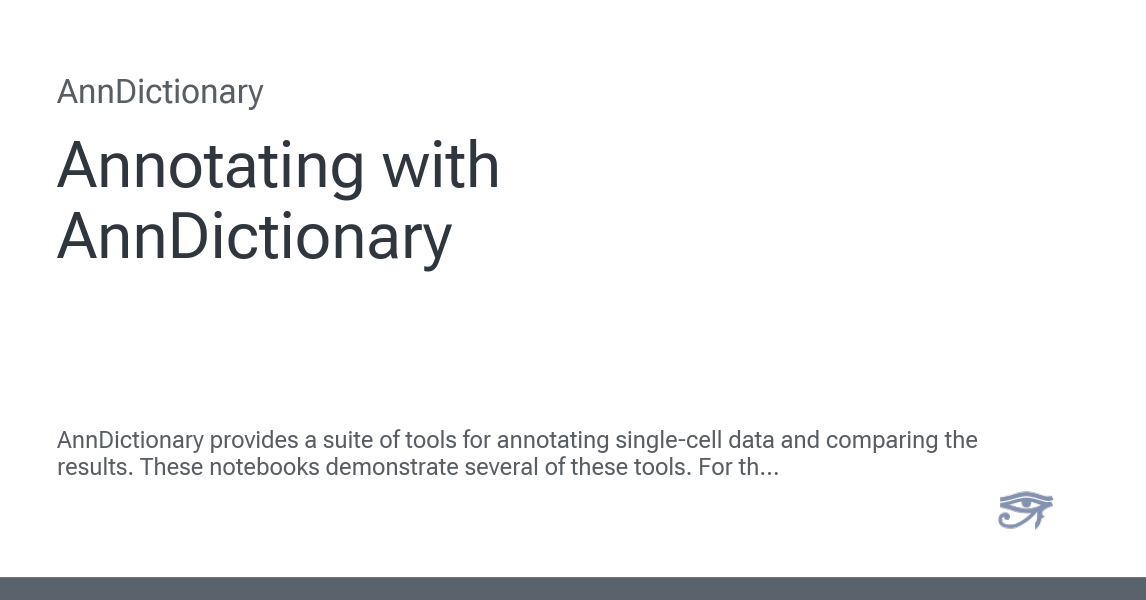 AnnDictionary
Annotating with
AnnDictionary
AnnDictionary provides a suite of tools for annotating single-cell data and comparing the
results. These notebooks demonstrate several of these tools. For th...